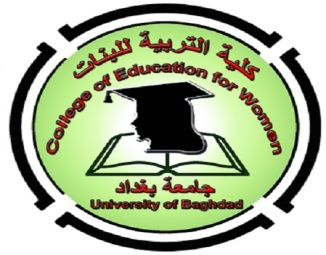 كلية التربية للبنات
College of Education for Women
جامعة بغداد
University of Baghdad